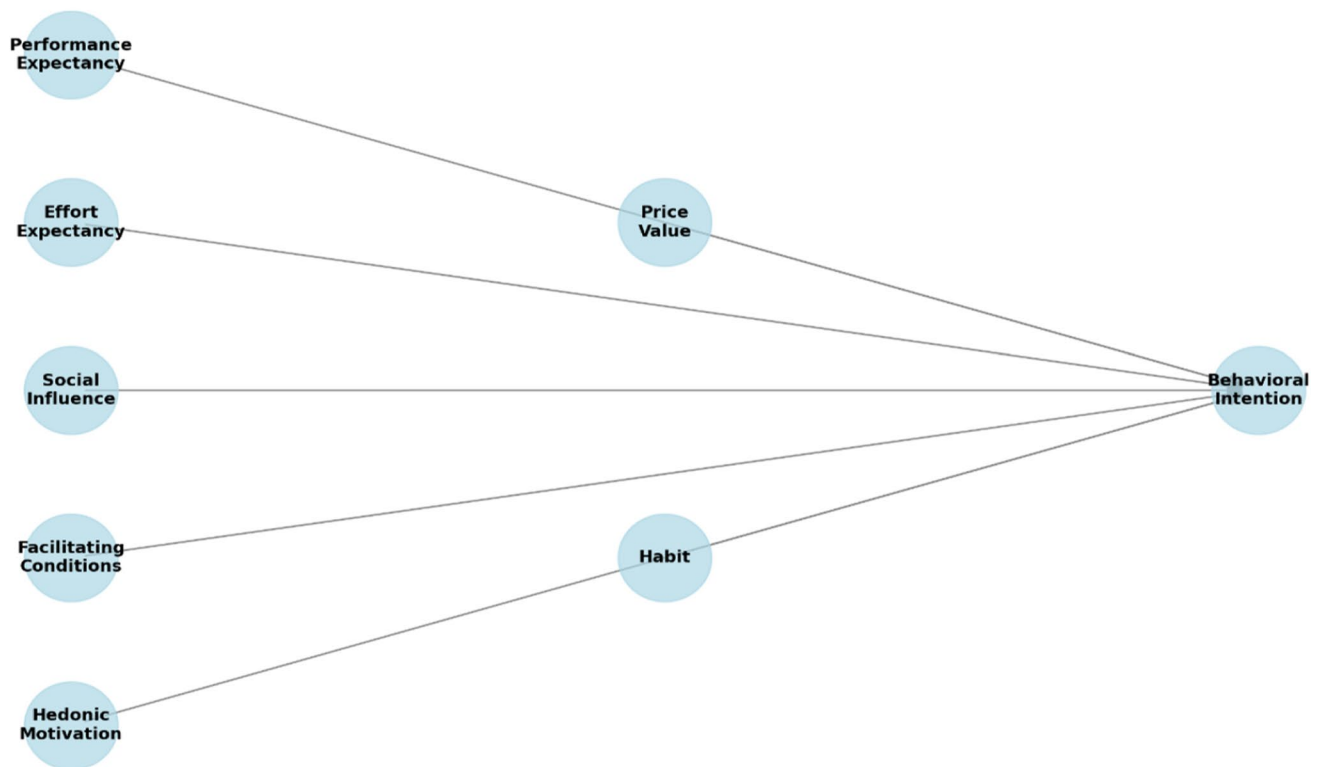 Performance
Expectancy
Effort
Expectancy
Price
Value
Social
Influence
Behavioral
Intention
Facilitating
Conditions
Habit
Hedonic
Motivation